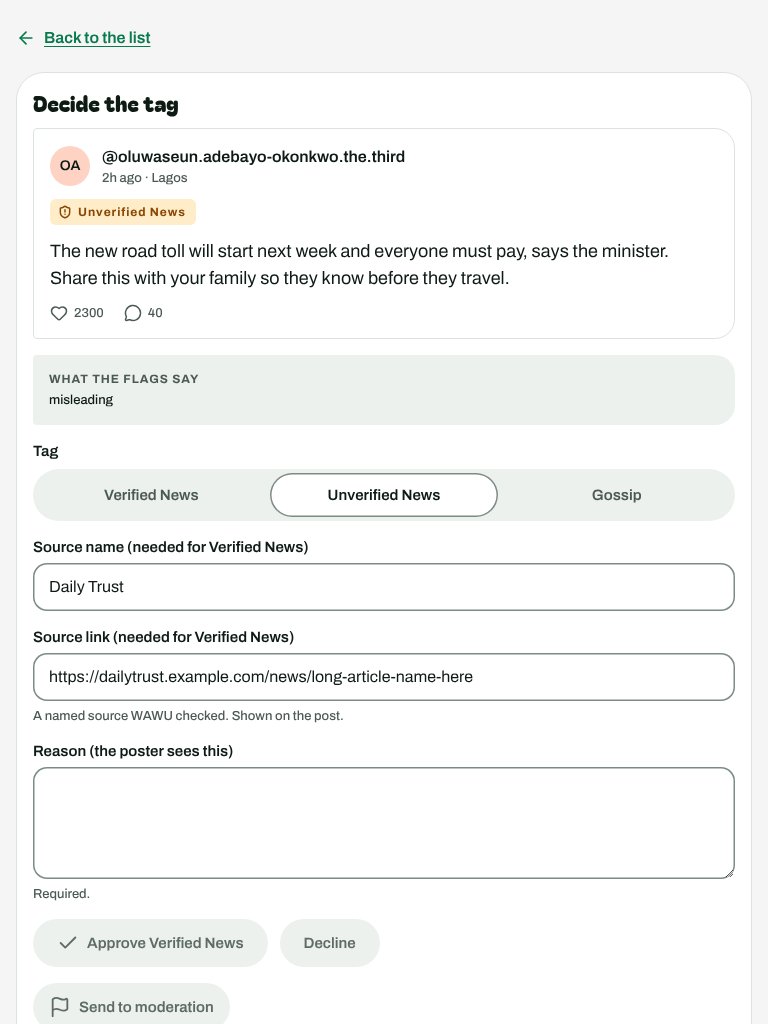 Back to the list
Decide the tag
OA
@oluwaseun.adebayo-okonkwo.the.third
2h ago · Lagos
Unverified News
The new road toll will start next week and everyone must pay, says the minister.
Share this with your family so they know before they travel.
2300 40
WHAT THE FLAGS SAY
misleading
Tag
Verified News Unverified News Gossip
Source name (needed for Verified News)
Daily Trust
Source link (needed for Verified News)
https://dailytrust.example.com/news/long-article-name-here
A named source WAWU checked. Shown on the post.
Reason (the poster sees this)
Required.
Approve Verified News Decline
Send to moderation